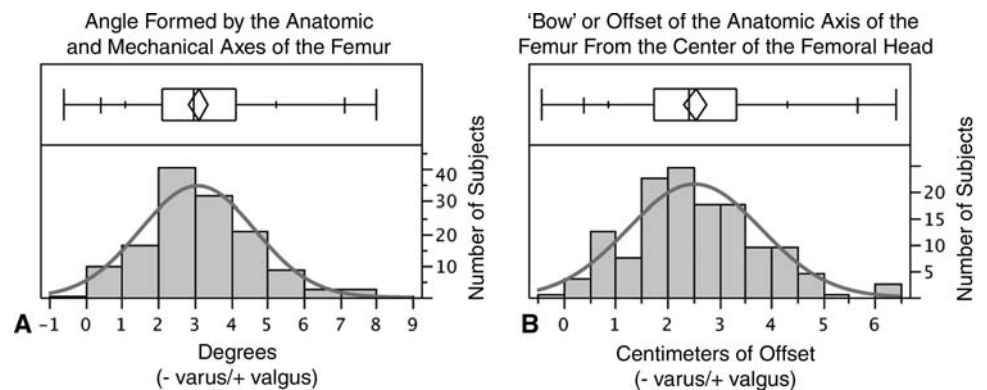 Angle Formed by the Anatomic
and Mechanical Axes of the Femur
40
30
20
10
Number of Subjects
A
-1 0 1 2 3 4 5 6 7 8 9
Degrees
(- varus/+ valgus)
'Bow' or Offset of the Anatomic Axis of the
Femur From the Center of the Femoral Head
20
15
10
5
Number of Subjects
B
0 1 2 3 4 5 6
Centimeters of Offset
(- varus/+ valgus)